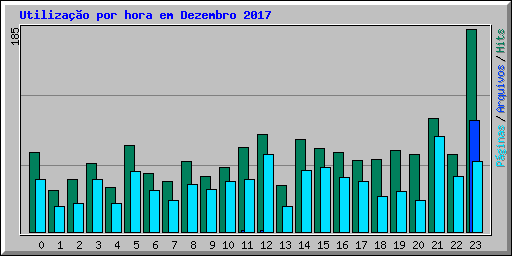 Utilização por hora em Dezembro 2017
185
Páginas / Arquivos / Hits
0 1 2 3 4 5 6 7 8 9 10 11 12 13 14 15 16 17 18 19 20 21 22 23